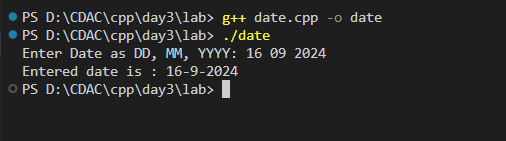 PS D:\CDAC\cpp\day3\lab> g++ date.cpp -o date
PS D:\CDAC\cpp\day3\lab> ./date
Enter Date as DD, MM, YYYY: 16 09 2024
Entered date is : 16-9-2024
PS D:\CDAC\cpp\day3\lab>